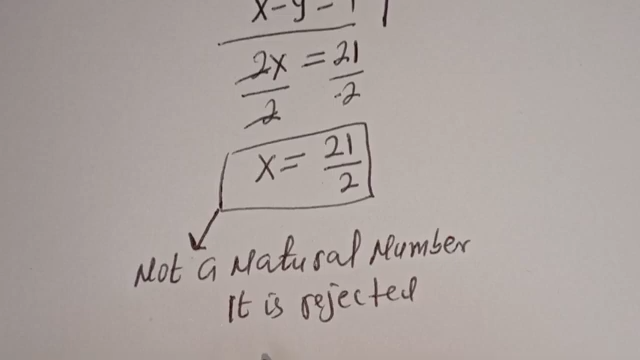 2x = 21
2 2
x = 21/2
Not a Natural Number
It is rejected